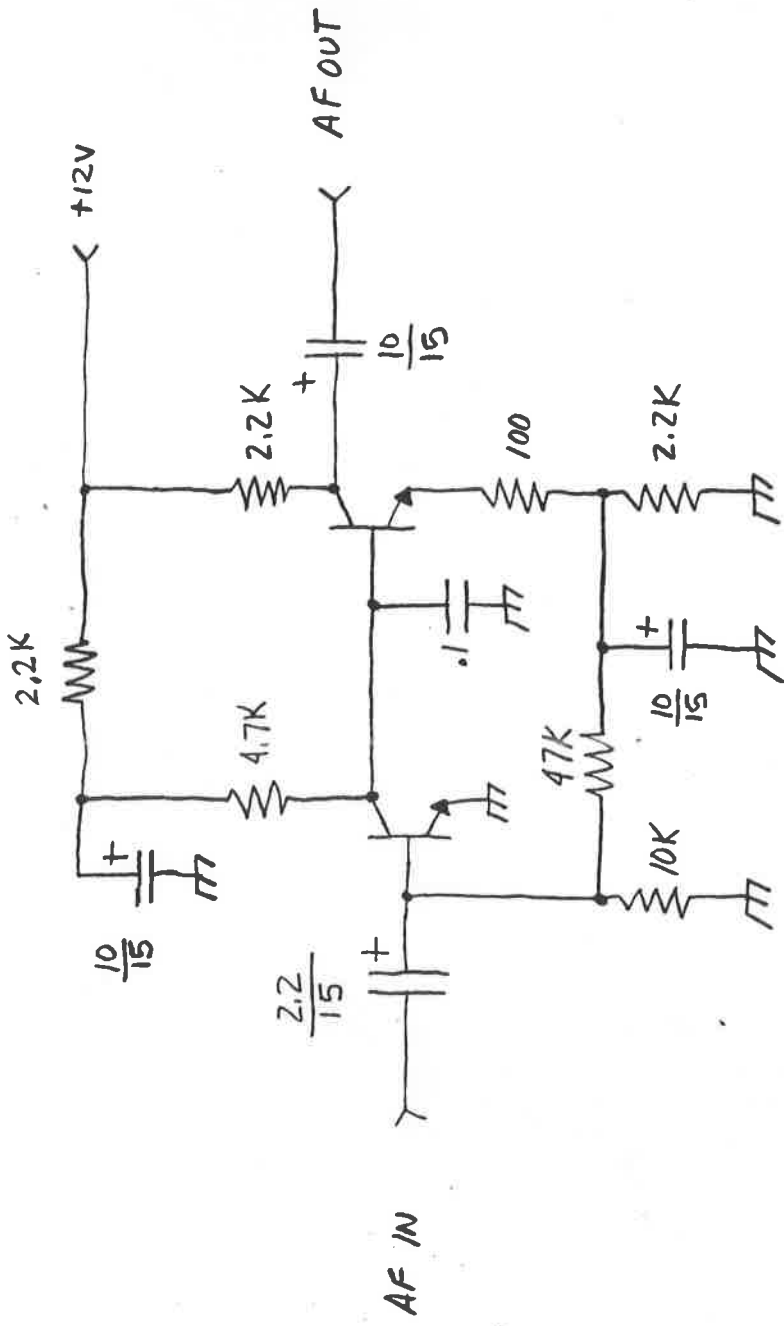 2.2K
+12V
10/15
+
4.7K
2.2K
+
10/15
AF OUT
AF IN
2.2/15
+
.1
100
47K
10K
10/15
+
2.2K